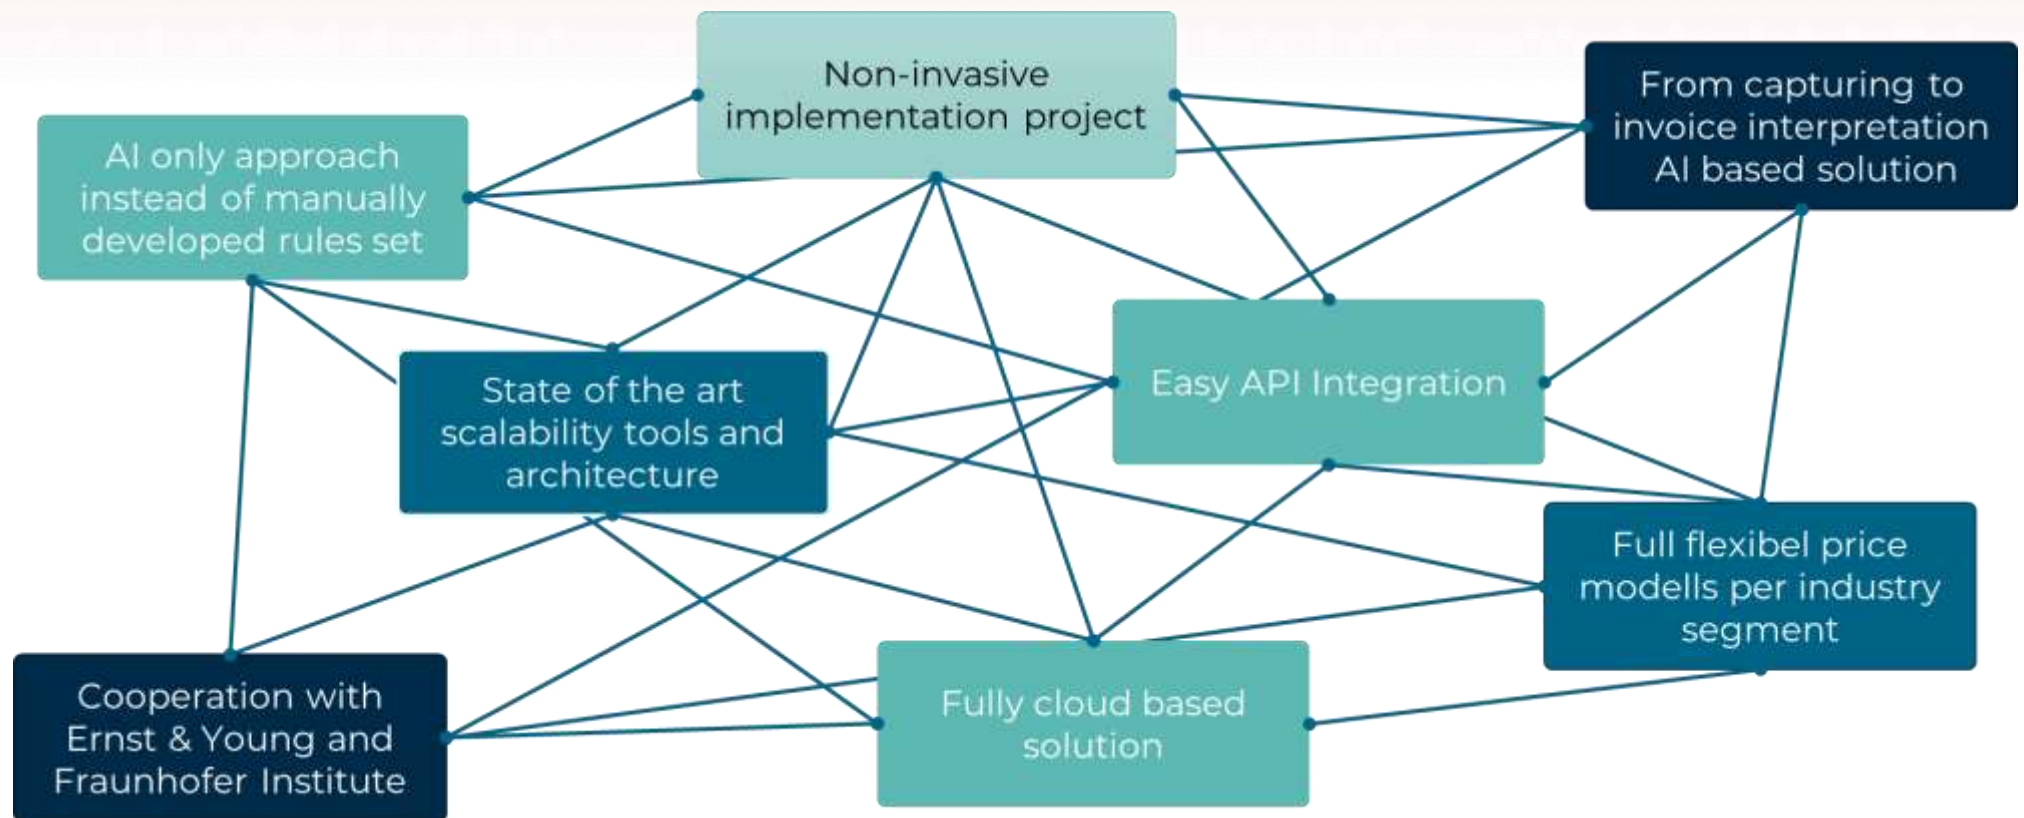 Non-invasive
implementation project
From capturing to
invoice interpretation
AI based solution
AI only approach
instead of manually
developed rules set
State of the art
scalability tools and
architecture
Easy API Integration
Full flexibel price
modells per industry
segment
Cooperation with
Ernst & Young and
Fraunhofer Institute
Fully cloud based
solution